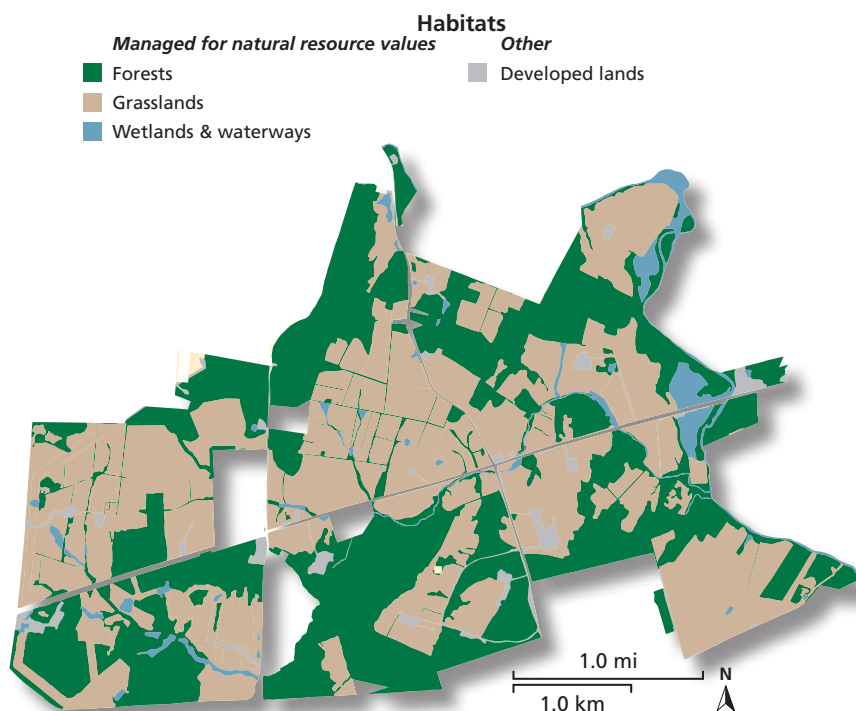 Habitats
Managed for natural resource values
Other
Forests
Developed lands
Grasslands
Wetlands & waterways
1.0 mi
1.0 km
N